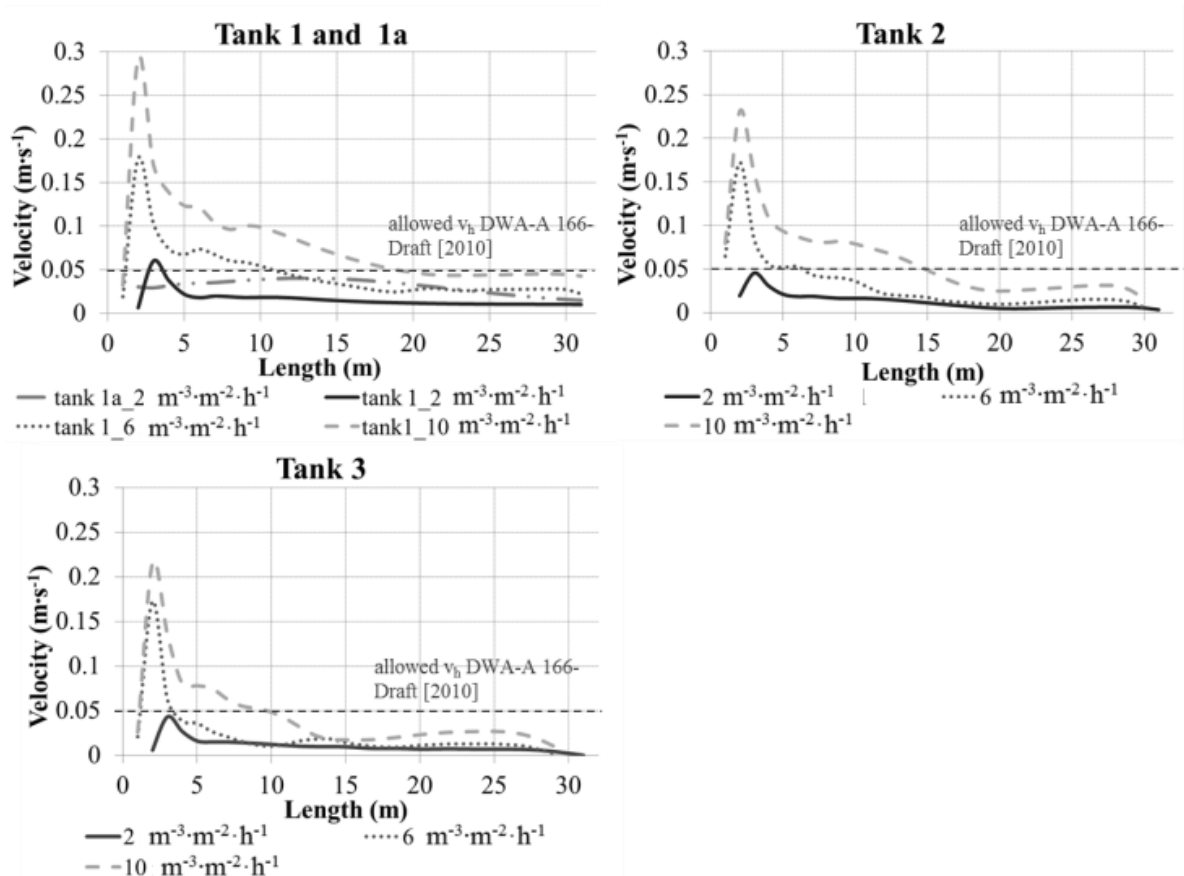 Tank 1 and 1a
0.3
0.25
0.2
0.15
0.1
0.05
0
Velocity (m·s⁻¹)
allowed vₕ DWA-A 166-
Draft [2010]
0 5 10 15 20 25 30
Length (m)
tank 1a_2 m⁻³·m⁻²·h⁻¹ tank 1_2 m⁻³·m⁻²·h⁻¹
tank 1_6 m⁻³·m⁻²·h⁻¹ tank1_10 m⁻³·m⁻²·h⁻¹
Tank 2
0.3
0.25
0.2
0.15
0.1
0.05
0
Velocity (m·s⁻¹)
allowed vₕ DWA-A 166-
Draft [2010]
0 5 10 15 20 25 30
Length (m)
2 m⁻³·m⁻²·h⁻¹ 6 m⁻³·m⁻²·h⁻¹
10 m⁻³·m⁻²·h⁻¹
Tank 3
0.3
0.25
0.2
0.15
0.1
0.05
0
Velocity (m·s⁻¹)
allowed vₕ DWA-A 166-
Draft [2010]
0 5 10 15 20 25 30
Length (m)
2 m⁻³·m⁻²·h⁻¹ 6 m⁻³·m⁻²·h⁻¹
10 m⁻³·m⁻²·h⁻¹